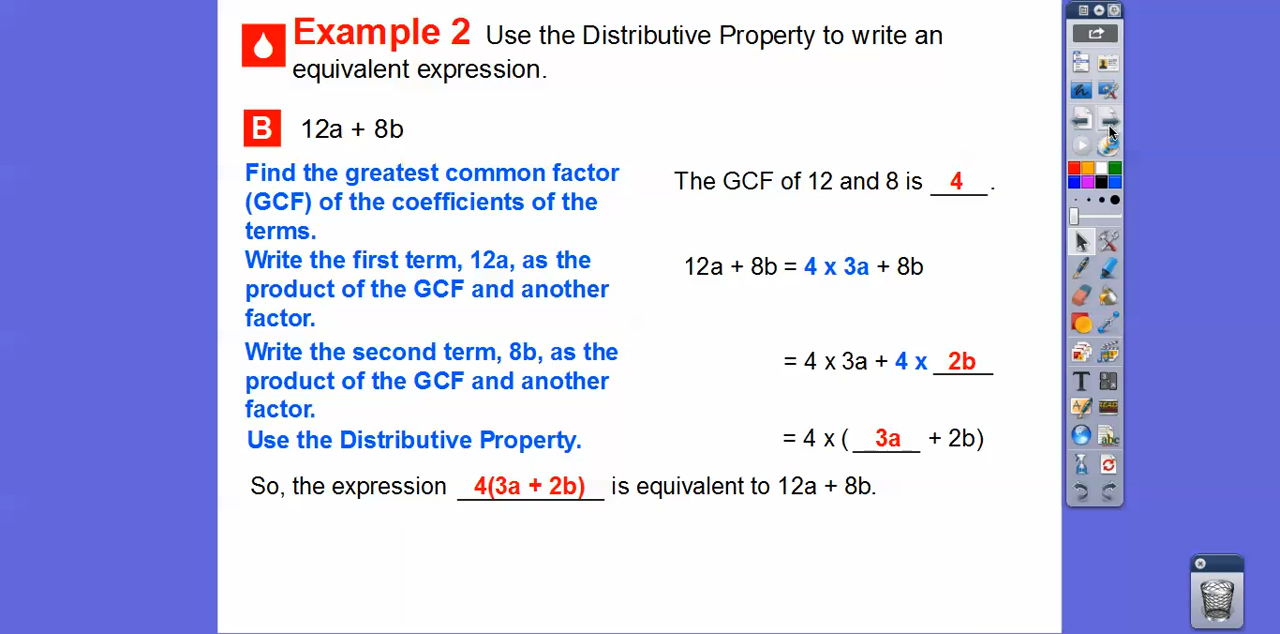 Example 2 Use the Distributive Property to write an
equivalent expression.
B 12a + 8b
Find the greatest common factor
(GCF) of the coefficients of the
terms.
The GCF of 12 and 8 is 4.
Write the first term, 12a, as the
product of the GCF and another
factor.
12a + 8b = 4 x 3a + 8b
Write the second term, 8b, as the
product of the GCF and another
factor.
= 4 x 3a + 4 x 2b
Use the Distributive Property.
= 4 x ( 3a + 2b)
So, the expression 4(3a + 2b) is equivalent to 12a + 8b.